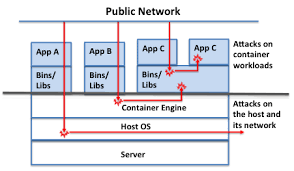 Public Network
App A
App B
App C
App C
Attacks on
container
workloads
Bins/
Libs
Bins/
Libs
Bins/
Libs
Container Engine
Attacks on
the host and
its network
Host OS
Server